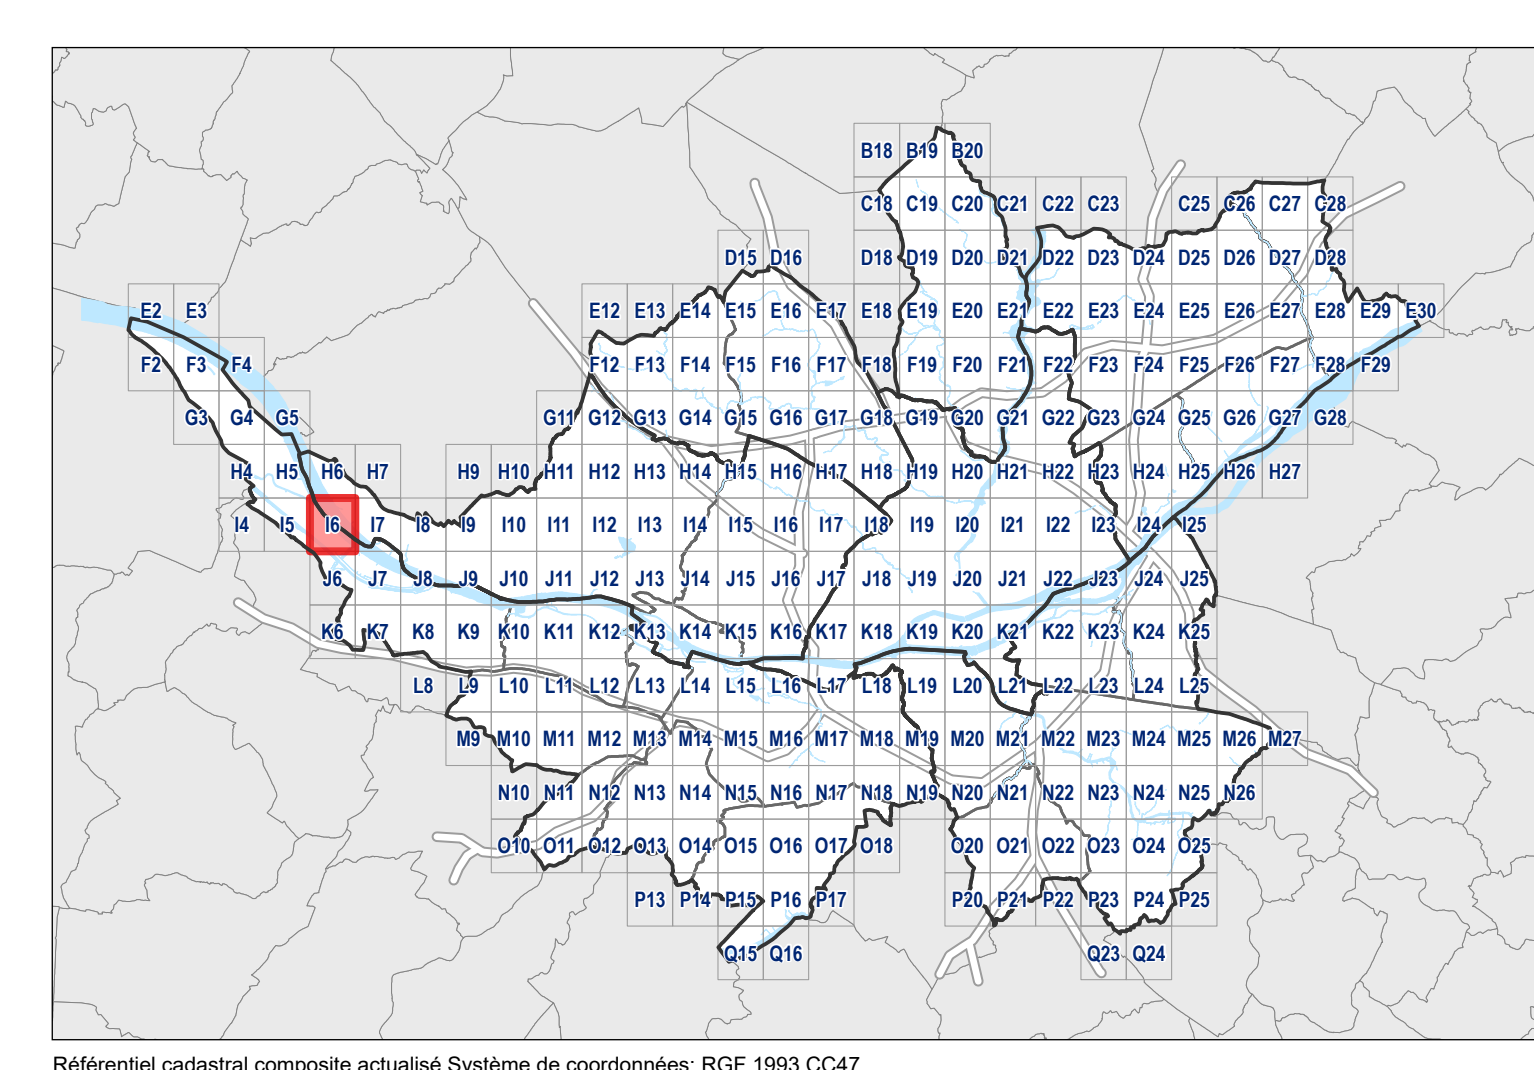 B18 B19 B20
C18 C19 C20 C21 C22 C23 C25 C26 C27 C28
D15 D16 D18 D19 D20 D21 D22 D23 D24 D25 D26 D27 D28
E2 E3 E12 E13 E14 E15 E16 E17 E18 E19 E20 E21 E22 E23 E24 E25 E26 E27 E28 E29 E30
F2 F3 F4 F12 F13 F14 F15 F16 F17 F18 F19 F20 F21 F22 F23 F24 F25 F26 F27 F28 F29
G3 G4 G5 G11 G12 G13 G14 G15 G16 G17 G18 G19 G20 G21 G22 G23 G24 G25 G26 G27 G28
H4 H5 H6 H7 H9 H10 H11 H12 H13 H14 H15 H16 H17 H18 H19 H20 H21 H22 H23 H24 H25 H26 H27
I4 I5 I6 I7 I8 I9 I10 I11 I12 I13 I14 I15 I16 I17 I18 I19 I20 I21 I22 I23 I24 I25
J6 J7 J8 J9 J10 J11 J12 J13 J14 J15 J16 J17 J18 J19 J20 J21 J22 J23 J24 J25
K6 K7 K8 K9 K10 K11 K12 K13 K14 K15 K16 K17 K18 K19 K20 K21 K22 K23 K24 K25
L8 L9 L10 L11 L12 L13 L14 L15 L16 L17 L18 L19 L20 L21 L22 L23 L24 L25
M9 M10 M11 M12 M13 M14 M15 M16 M17 M18 M19 M20 M21 M22 M23 M24 M25 M26 M27
N10 N11 N12 N13 N14 N15 N16 N17 N18 N19 N20 N21 N22 N23 N24 N25 N26
O10 O11 O12 O13 O14 O15 O16 O17 O18 O20 O21 O22 O23 O24 O25
P13 P14 P15 P16 P17 P20 P21 P22 P23 P24 P25
Q15 Q16 Q23 Q24
Référentiel cadastral composite actualisé Système de coordonnées: RGF 1993 CC47